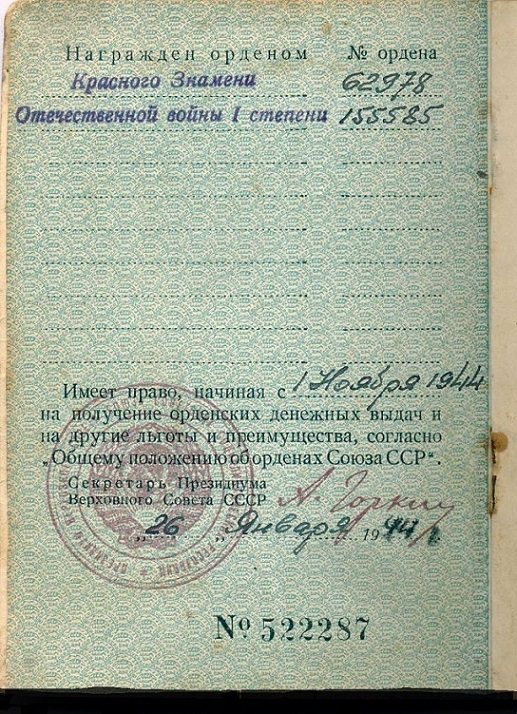 Награжден орденом № ордена
Красного Знамени 62978
Отечественной войны I степени 155585
Имеет право, начиная с 1 Ноября 1944
на получение орденских денежных выдач и
на другие льготы и преимущества, согласно
„Общему положению об орденах Союза ССР“.
Секретарь Президиума
Верховного Совета СССР А. Горкин
„26 „Января 1944 г.
№ 522287